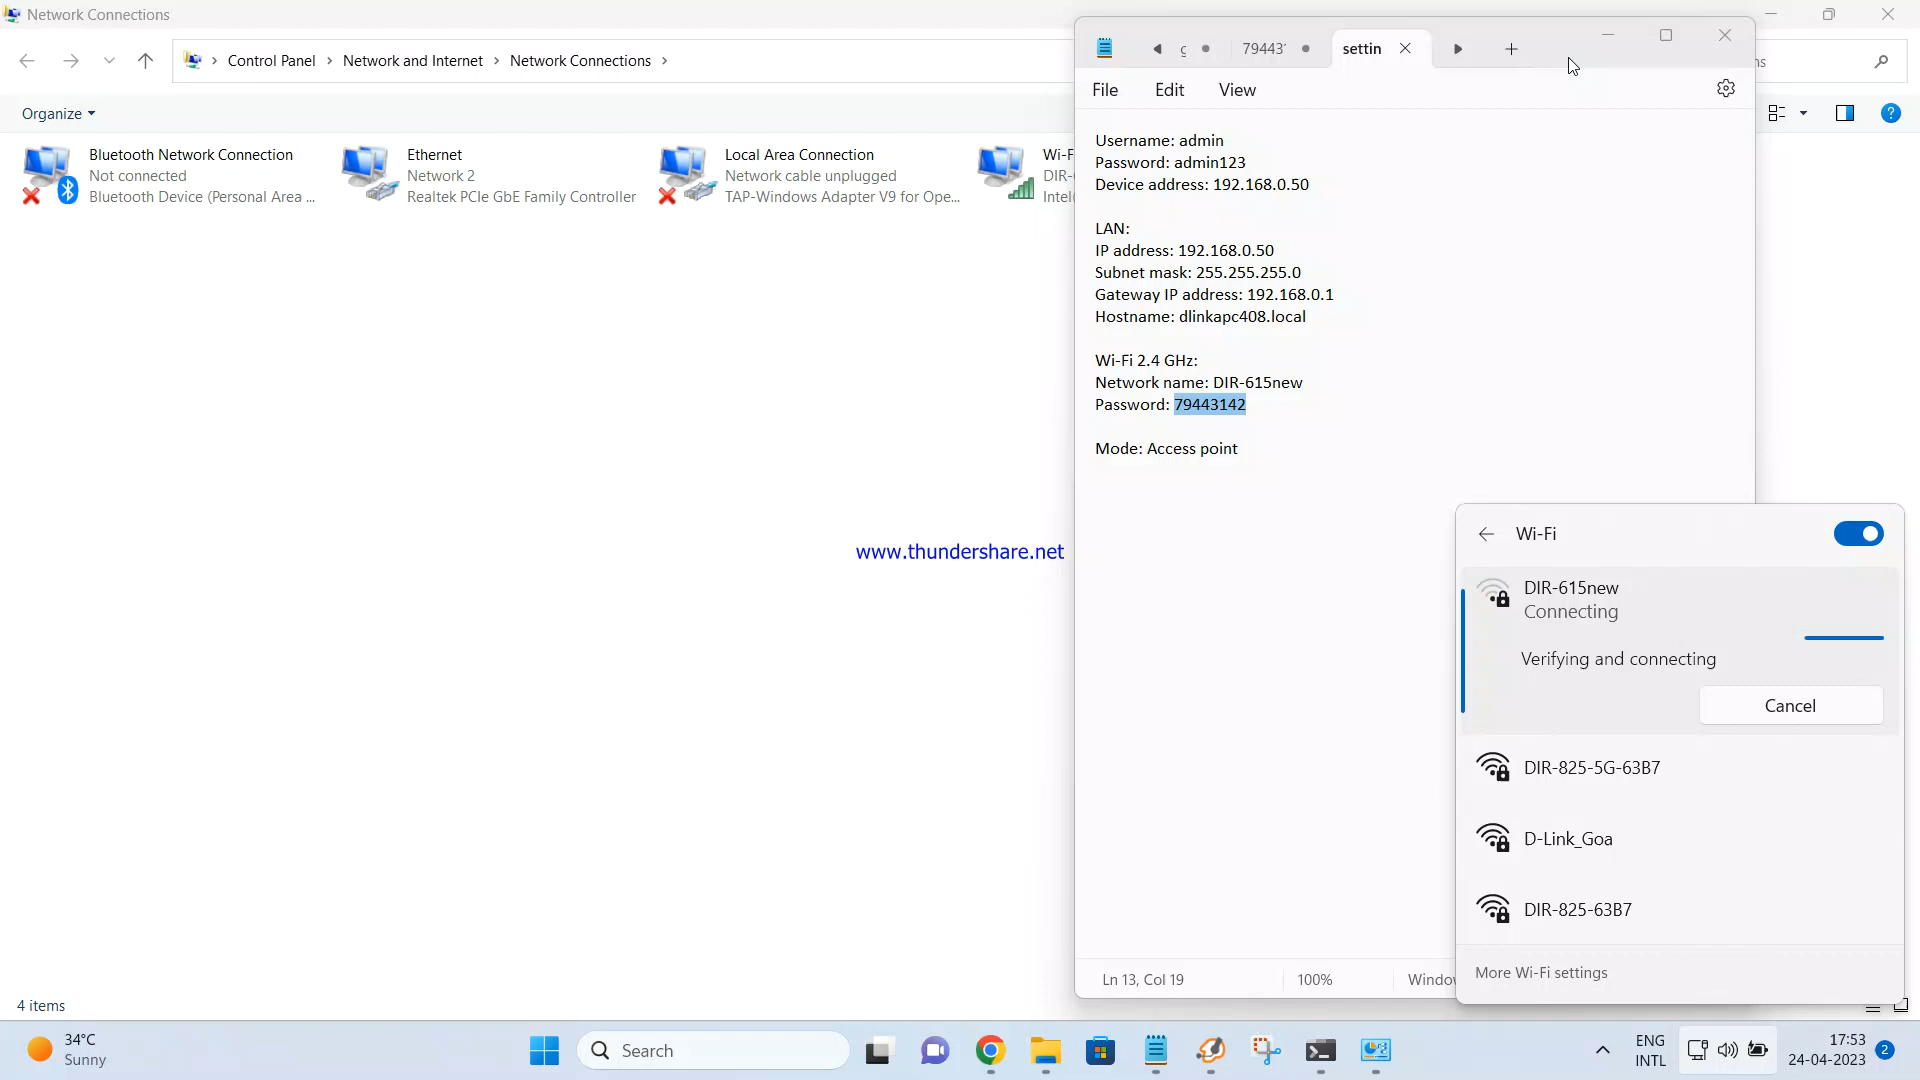 Network Connections
Control Panel > Network and Internet > Network Connections >
Organize
Bluetooth Network Connection
Not connected
Bluetooth Device (Personal Area ...
Ethernet
Network 2
Realtek PCIe GbE Family Controller
Local Area Connection
Network cable unplugged
TAP-Windows Adapter V9 for Ope...
Wi-F
DIR-
Intel(
79443
settin
File Edit View
Username: admin
Password: admin123
Device address: 192.168.0.50
LAN:
IP address: 192.168.0.50
Subnet mask: 255.255.255.0
Gateway IP address: 192.168.0.1
Hostname: dlinkapc408.local
Wi-Fi 2.4 GHz:
Network name: DIR-615new
Password: 79443142
Mode: Access point
Ln 13, Col 19
100%
Window
www.thundershare.net
Wi-Fi
DIR-615new
Connecting
Verifying and connecting
Cancel
DIR-825-5G-63B7
D-Link_Goa
DIR-825-63B7
More Wi-Fi settings
4 items
34°C
Sunny
Search
ENG
INTL
17:53
24-04-2023
2